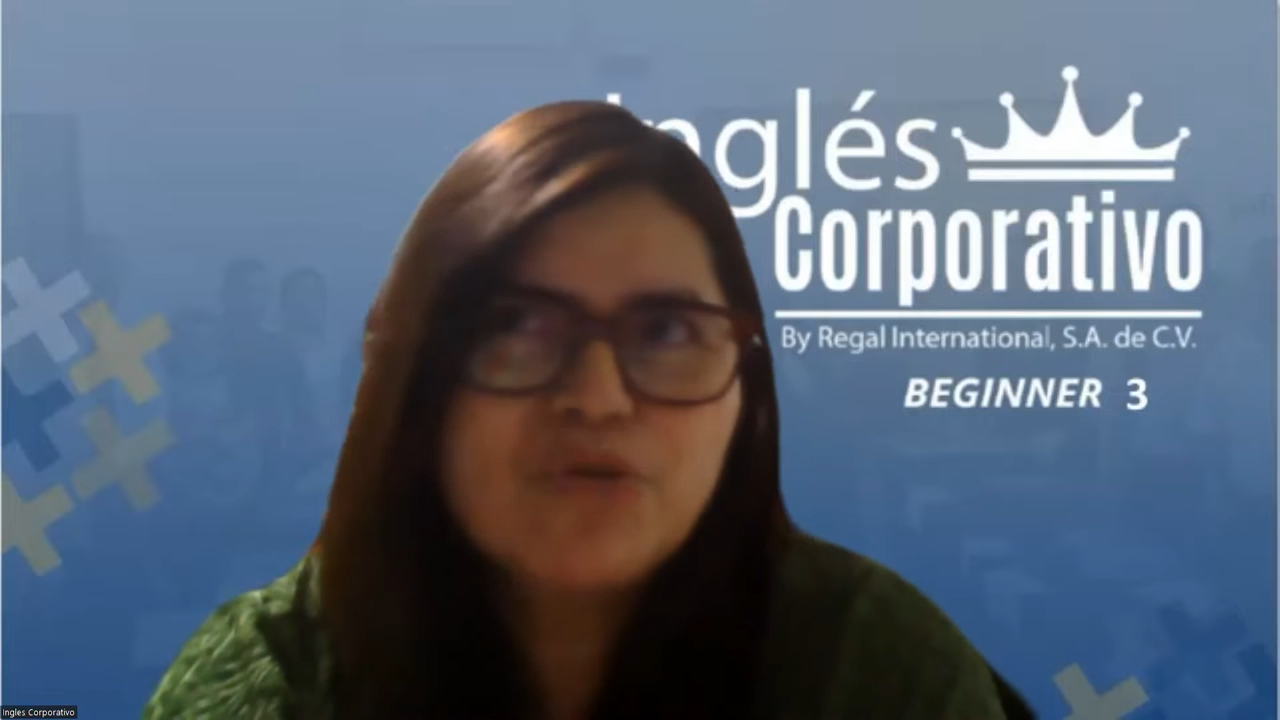 Inglés
Corporativo
By Regal International, S.A. de C.V.
BEGINNER 3
Ingles Corporativo